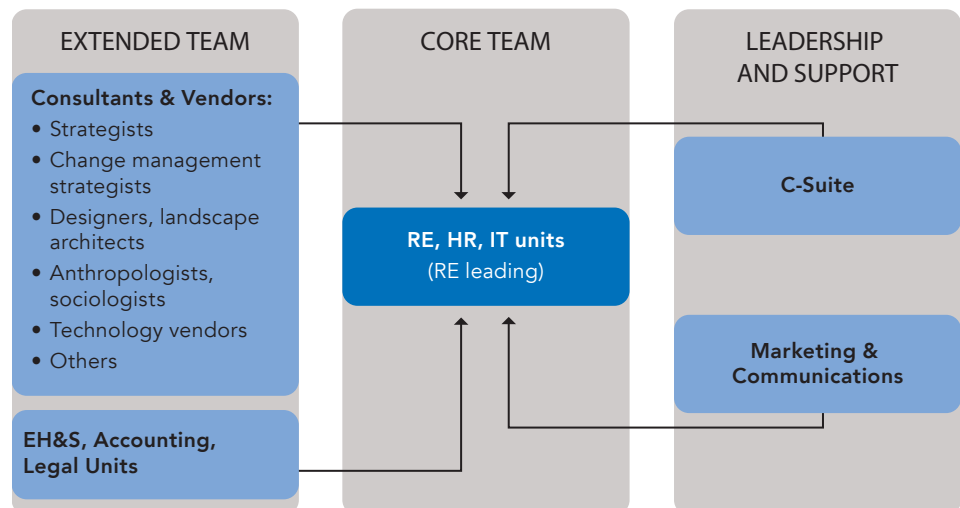 EXTENDED TEAM
Consultants & Vendors:
• Strategists
• Change management
strategists
• Designers, landscape
architects
• Anthropologists,
sociologists
• Technology vendors
• Others
EH&S, Accounting,
Legal Units
CORE TEAM
RE, HR, IT units
(RE leading)
LEADERSHIP
AND SUPPORT
C-Suite
Marketing &
Communications